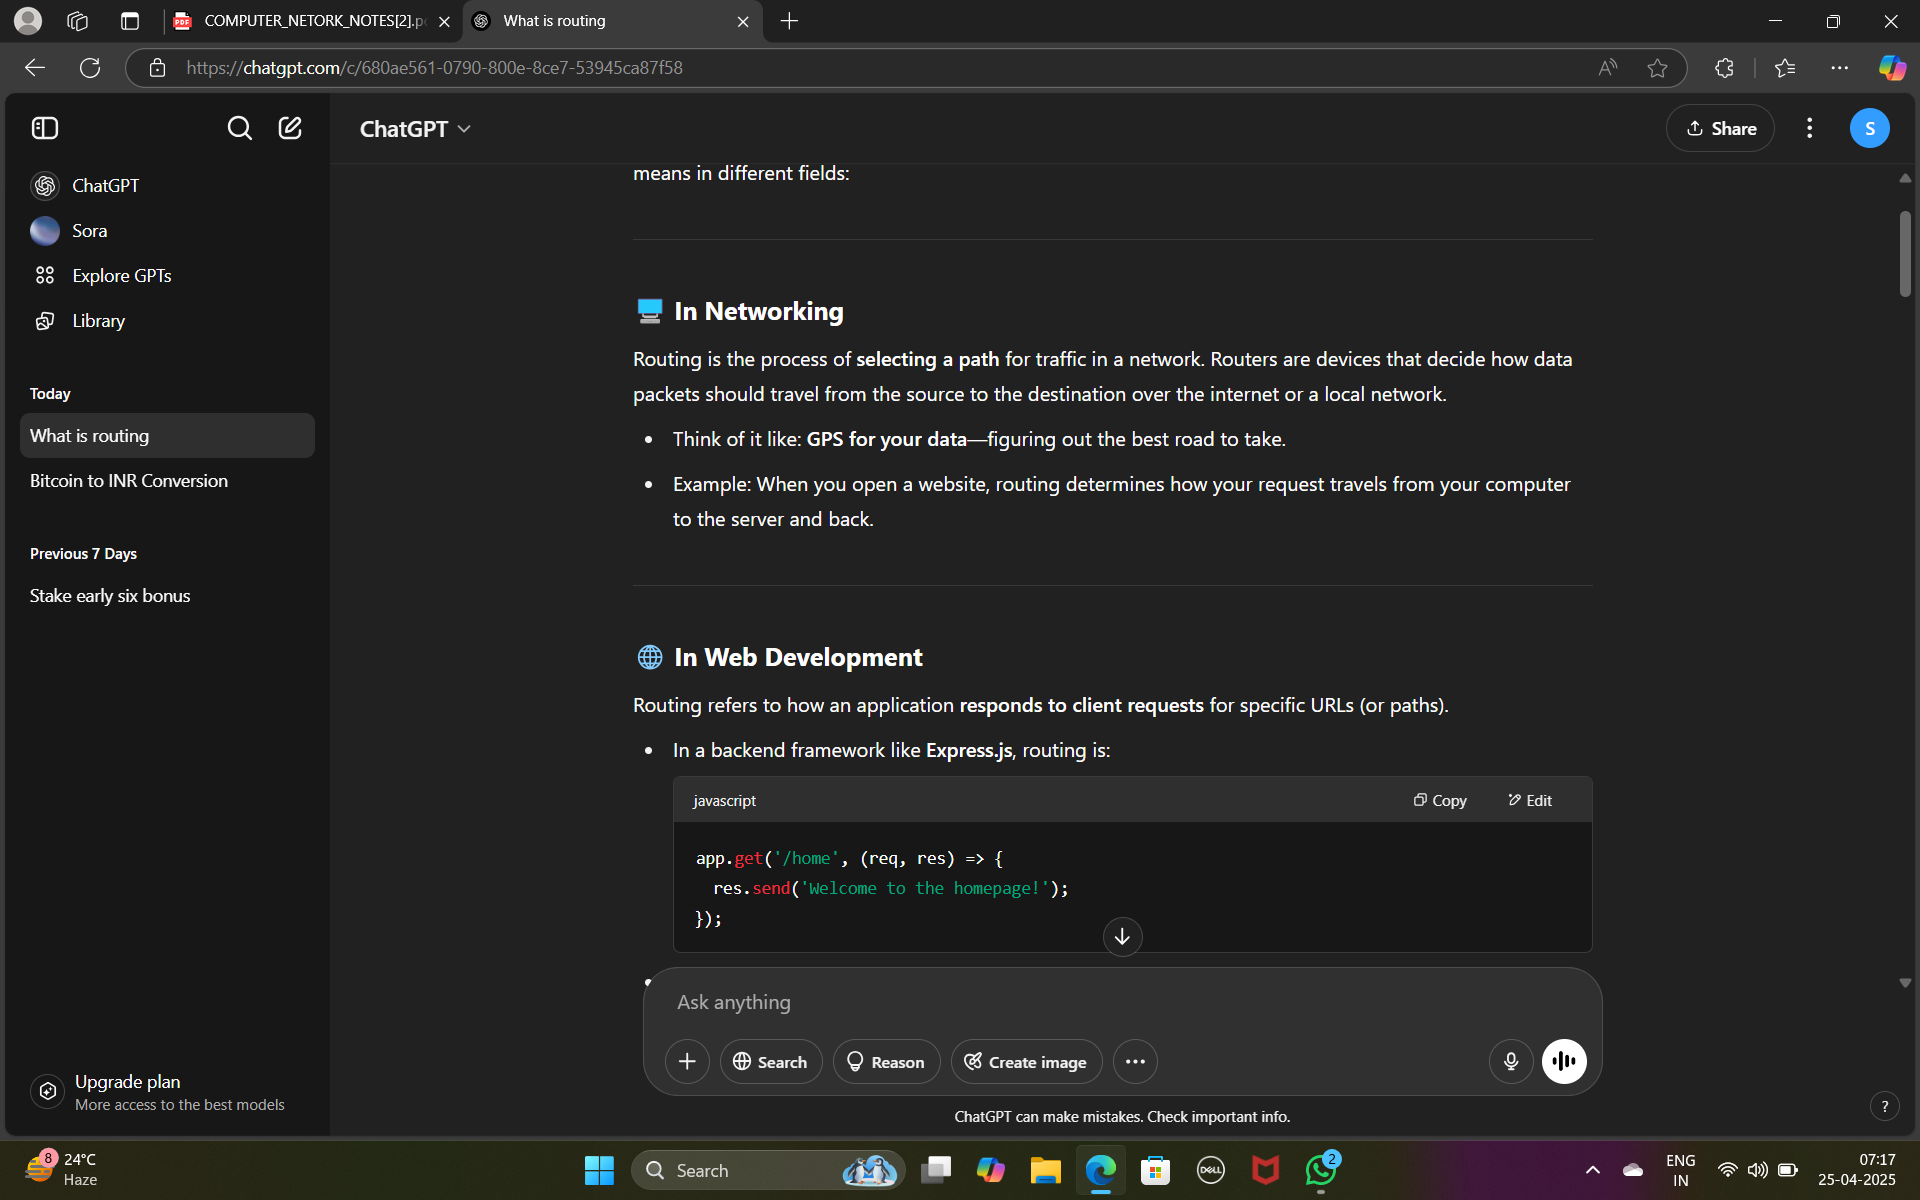 COMPUTER_NETORK_NOTES[2].p
What is routing
https://chatgpt.com/c/680ae561-0790-800e-8ce7-53945ca87f58
ChatGPT
Share
S
ChatGPT
Sora
Explore GPTs
Library
Today
What is routing
Bitcoin to INR Conversion
Previous 7 Days
Stake early six bonus
Upgrade plan
More access to the best models
means in different fields:
In Networking
Routing is the process of selecting a path for traffic in a network. Routers are devices that decide how data
packets should travel from the source to the destination over the internet or a local network.
• Think of it like: GPS for your data—figuring out the best road to take.
• Example: When you open a website, routing determines how your request travels from your computer
to the server and back.
In Web Development
Routing refers to how an application responds to client requests for specific URLs (or paths).
• In a backend framework like Express.js, routing is:
javascript Copy Edit
app.get('/home', (req, res) => {
  res.send('Welcome to the homepage!');
});
Ask anything
Search Reason Create image
ChatGPT can make mistakes. Check important info.
?
8
24°C
Haze
Search
DELL
2
ENG
IN
07:17
25-04-2025